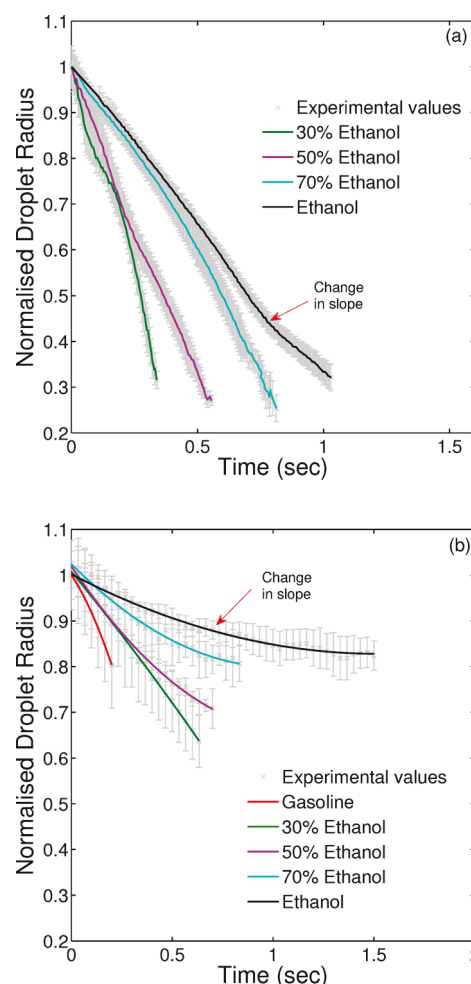 (a)
Normalised Droplet Radius
1.1
1
0.9
0.8
0.7
0.6
0.5
0.4
0.3
0.2
Experimental values
30% Ethanol
50% Ethanol
70% Ethanol
Ethanol
Change
in slope
0 0.5 1 1.5
Time (sec)
(b)
Normalised Droplet Radius
1.1
1
0.9
0.8
0.7
0.6
0.5
0.4
0.3
0.2
Change
in slope
Experimental values
Gasoline
30% Ethanol
50% Ethanol
70% Ethanol
Ethanol
0 0.5 1 1.5
Time (sec)